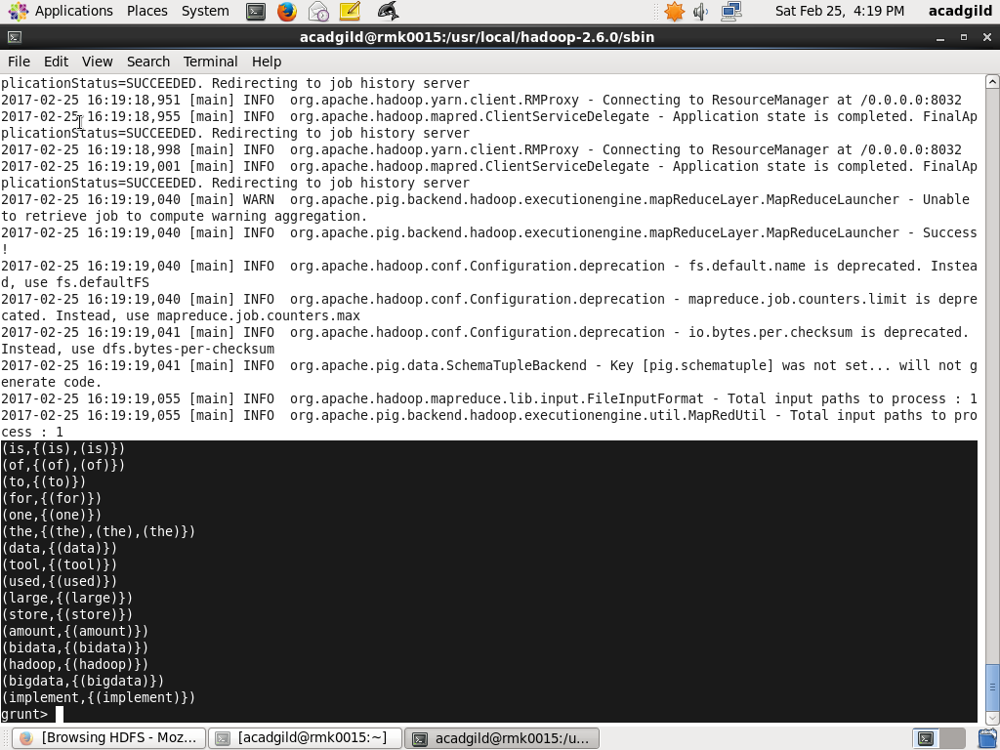 Applications Places System Sat Feb 25, 4:19 PM acadgild
acadgild@rmk0015:/usr/local/hadoop-2.6.0/sbin
File Edit View Search Terminal Help
plicationStatus=SUCCEEDED. Redirecting to job history server
2017-02-25 16:19:18,951 [main] INFO  org.apache.hadoop.yarn.client.RMProxy - Connecting to ResourceManager at /0.0.0.0:8032
2017-02-25 16:19:18,955 [main] INFO  org.apache.hadoop.mapred.ClientServiceDelegate - Application state is completed. FinalAp
plicationStatus=SUCCEEDED. Redirecting to job history server
2017-02-25 16:19:18,998 [main] INFO  org.apache.hadoop.yarn.client.RMProxy - Connecting to ResourceManager at /0.0.0.0:8032
2017-02-25 16:19:19,001 [main] INFO  org.apache.hadoop.mapred.ClientServiceDelegate - Application state is completed. FinalAp
plicationStatus=SUCCEEDED. Redirecting to job history server
2017-02-25 16:19:19,040 [main] WARN  org.apache.pig.backend.hadoop.executionengine.mapReduceLayer.MapReduceLauncher - Unable
to retrieve job to compute warning aggregation.
2017-02-25 16:19:19,040 [main] INFO  org.apache.pig.backend.hadoop.executionengine.mapReduceLayer.MapReduceLauncher - Success
!
2017-02-25 16:19:19,040 [main] INFO  org.apache.hadoop.conf.Configuration.deprecation - fs.default.name is deprecated. Instea
d, use fs.defaultFS
2017-02-25 16:19:19,040 [main] INFO  org.apache.hadoop.conf.Configuration.deprecation - mapreduce.job.counters.limit is depre
cated. Instead, use mapreduce.job.counters.max
2017-02-25 16:19:19,041 [main] INFO  org.apache.hadoop.conf.Configuration.deprecation - io.bytes.per.checksum is deprecated.
Instead, use dfs.bytes-per-checksum
2017-02-25 16:19:19,041 [main] INFO  org.apache.pig.data.SchemaTupleBackend - Key [pig.schematuple] was not set... will not g
enerate code.
2017-02-25 16:19:19,055 [main] INFO  org.apache.hadoop.mapreduce.lib.input.FileInputFormat - Total input paths to process : 1
2017-02-25 16:19:19,055 [main] INFO  org.apache.pig.backend.hadoop.executionengine.util.MapRedUtil - Total input paths to pro
cess : 1
(is,{(is),(is)})
(of,{(of),(of)})
(to,{(to)})
(for,{(for)})
(one,{(one)})
(the,{(the),(the),(the)})
(data,{(data)})
(tool,{(tool)})
(used,{(used)})
(large,{(large)})
(store,{(store)})
(amount,{(amount)})
(bidata,{(bidata)})
(hadoop,{(hadoop)})
(bigdata,{(bigdata)})
(implement,{(implement)})
grunt>
[Browsing HDFS - Moz... [acadgild@rmk0015:~] acadgild@rmk0015:/u...